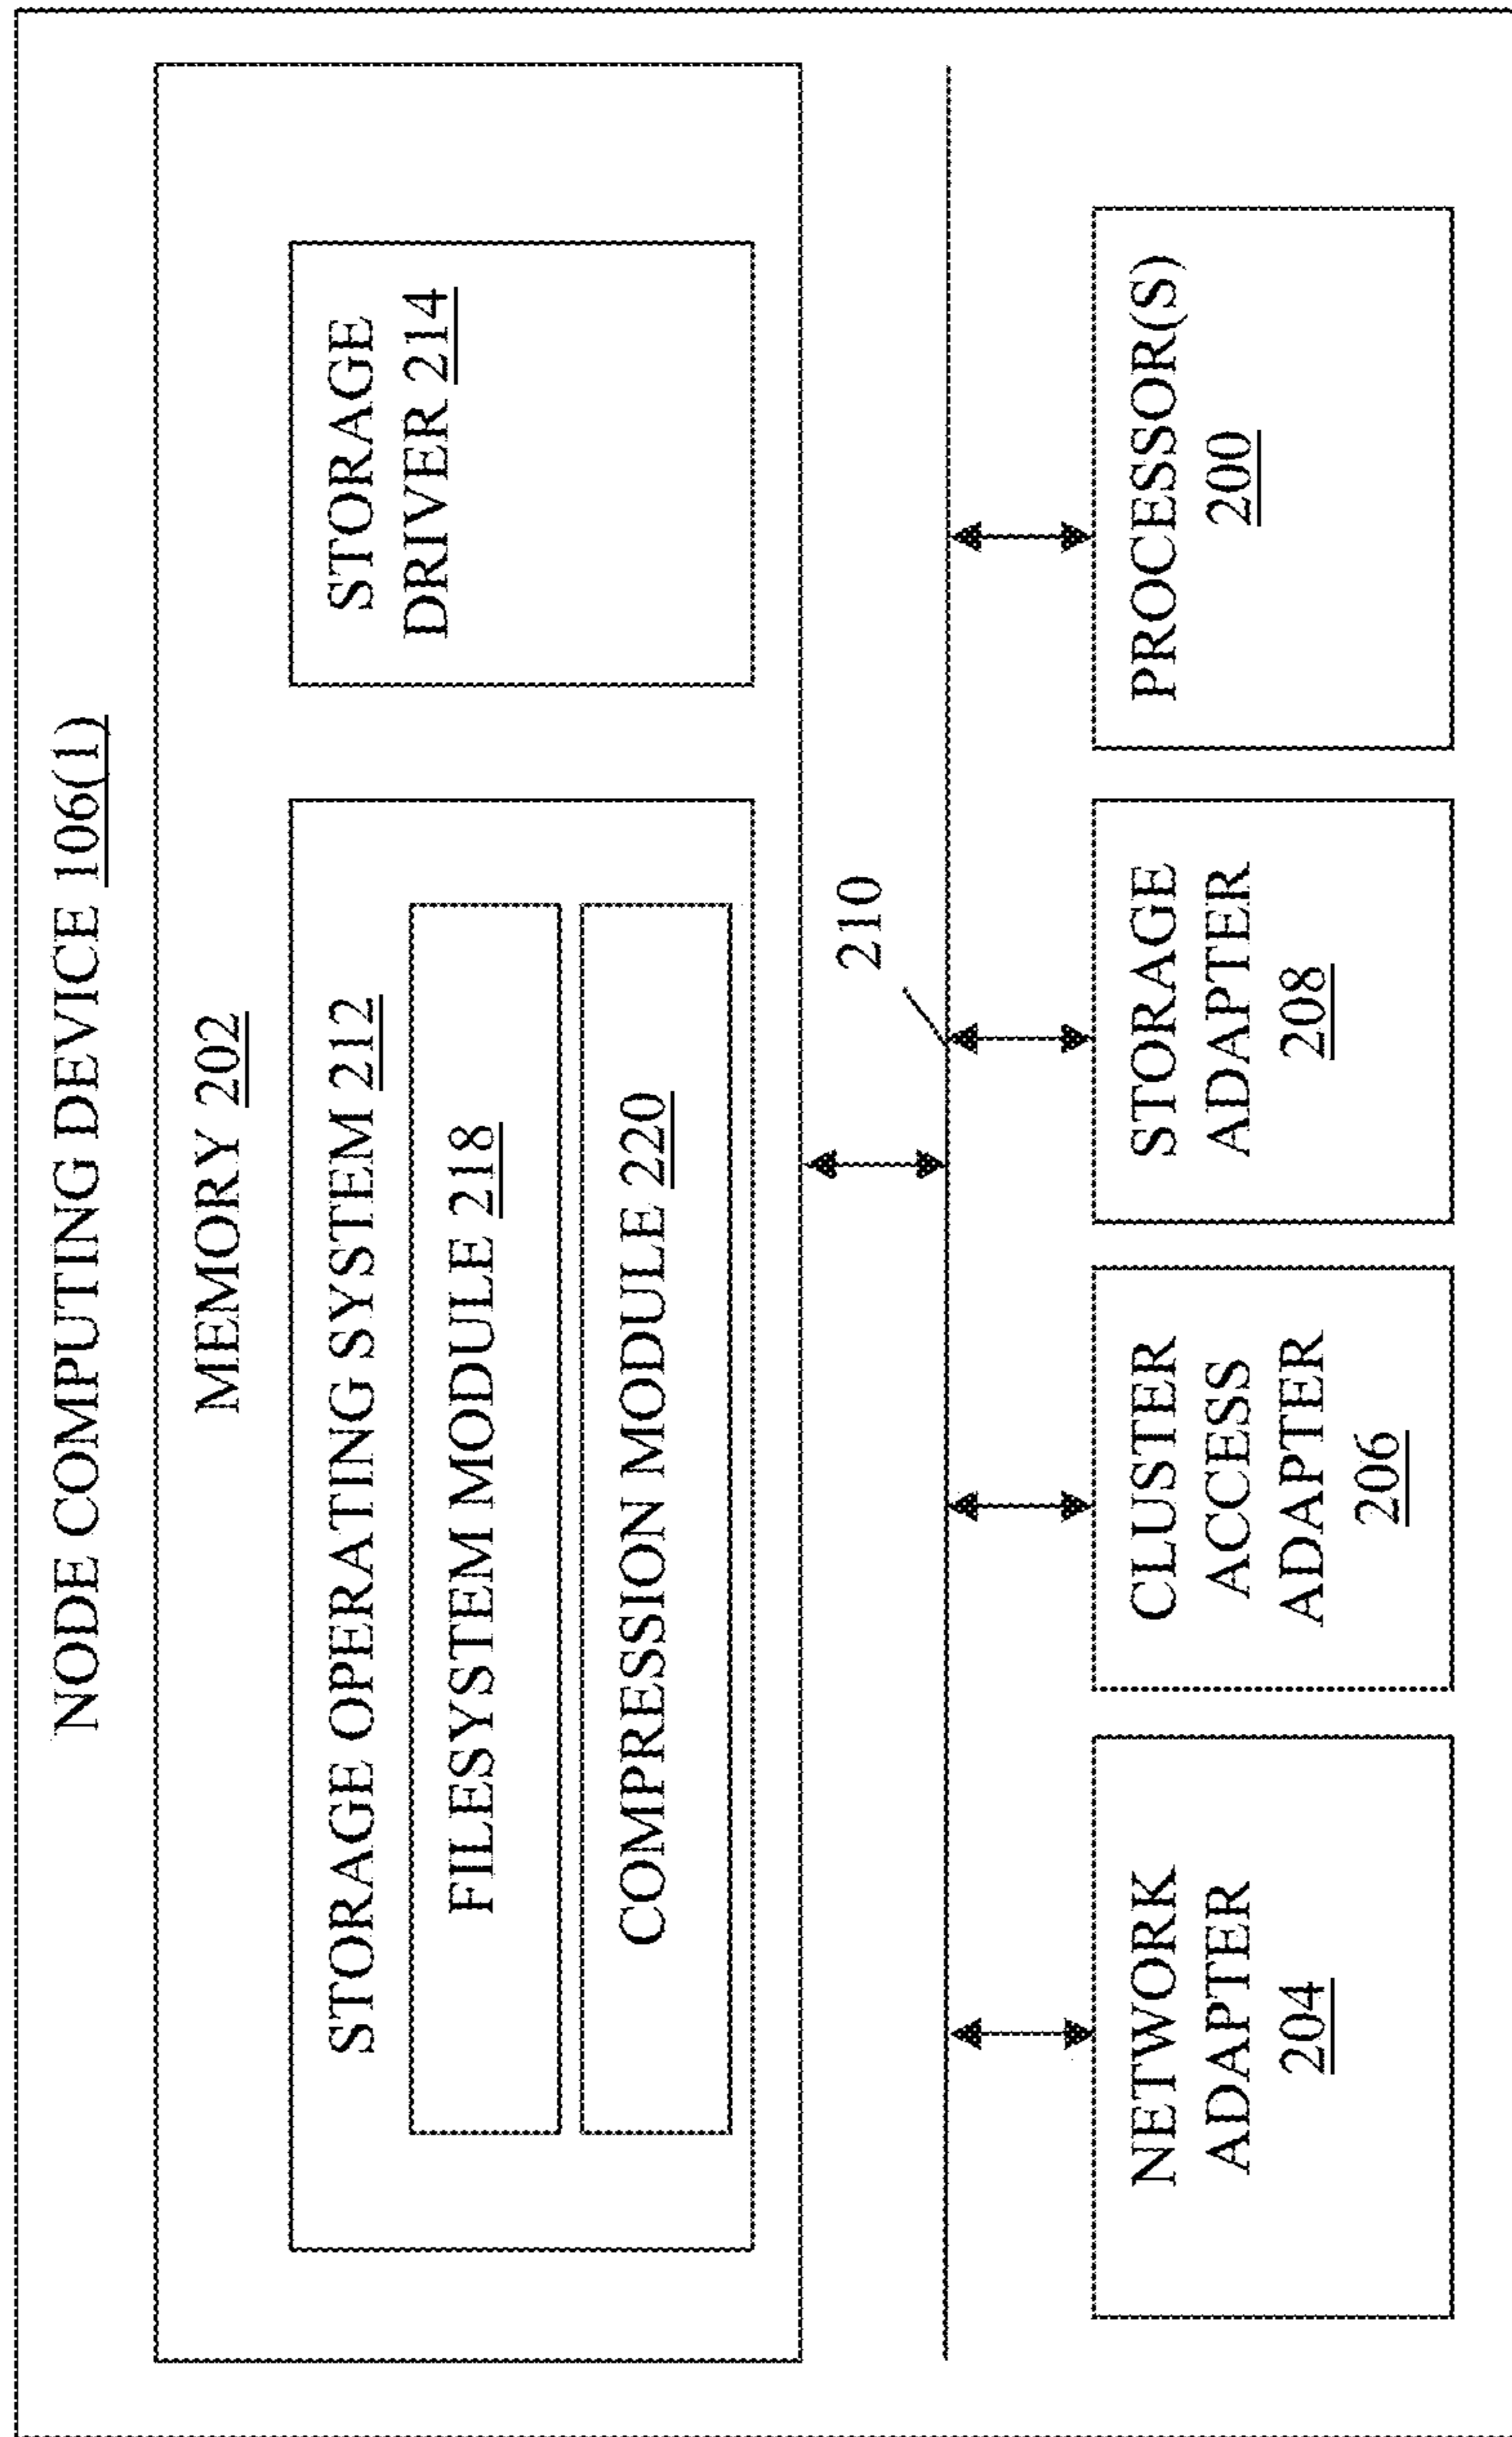 NODE COMPUTING DEVICE 106(1)
MEMORY 202
STORAGE OPERATING SYSTEM 212
FILESYSTEM MODULE 218
COMPRESSION MODULE 220
STORAGE
DRIVER 214
210
NETWORK
ADAPTER
204
CLUSTER
ACCESS
ADAPTER
206
STORAGE
ADAPTER
208
PROCESSOR(S)
200